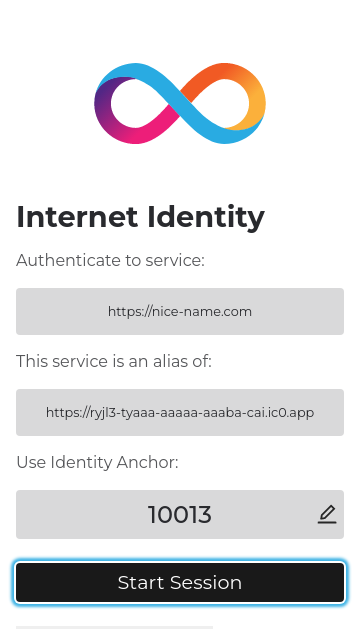 Internet Identity
Authenticate to service:
https://nice-name.com
This service is an alias of:
https://ryjl3-tyaaa-aaaaa-aaaba-cai.ic0.app
Use Identity Anchor:
10013
Start Session